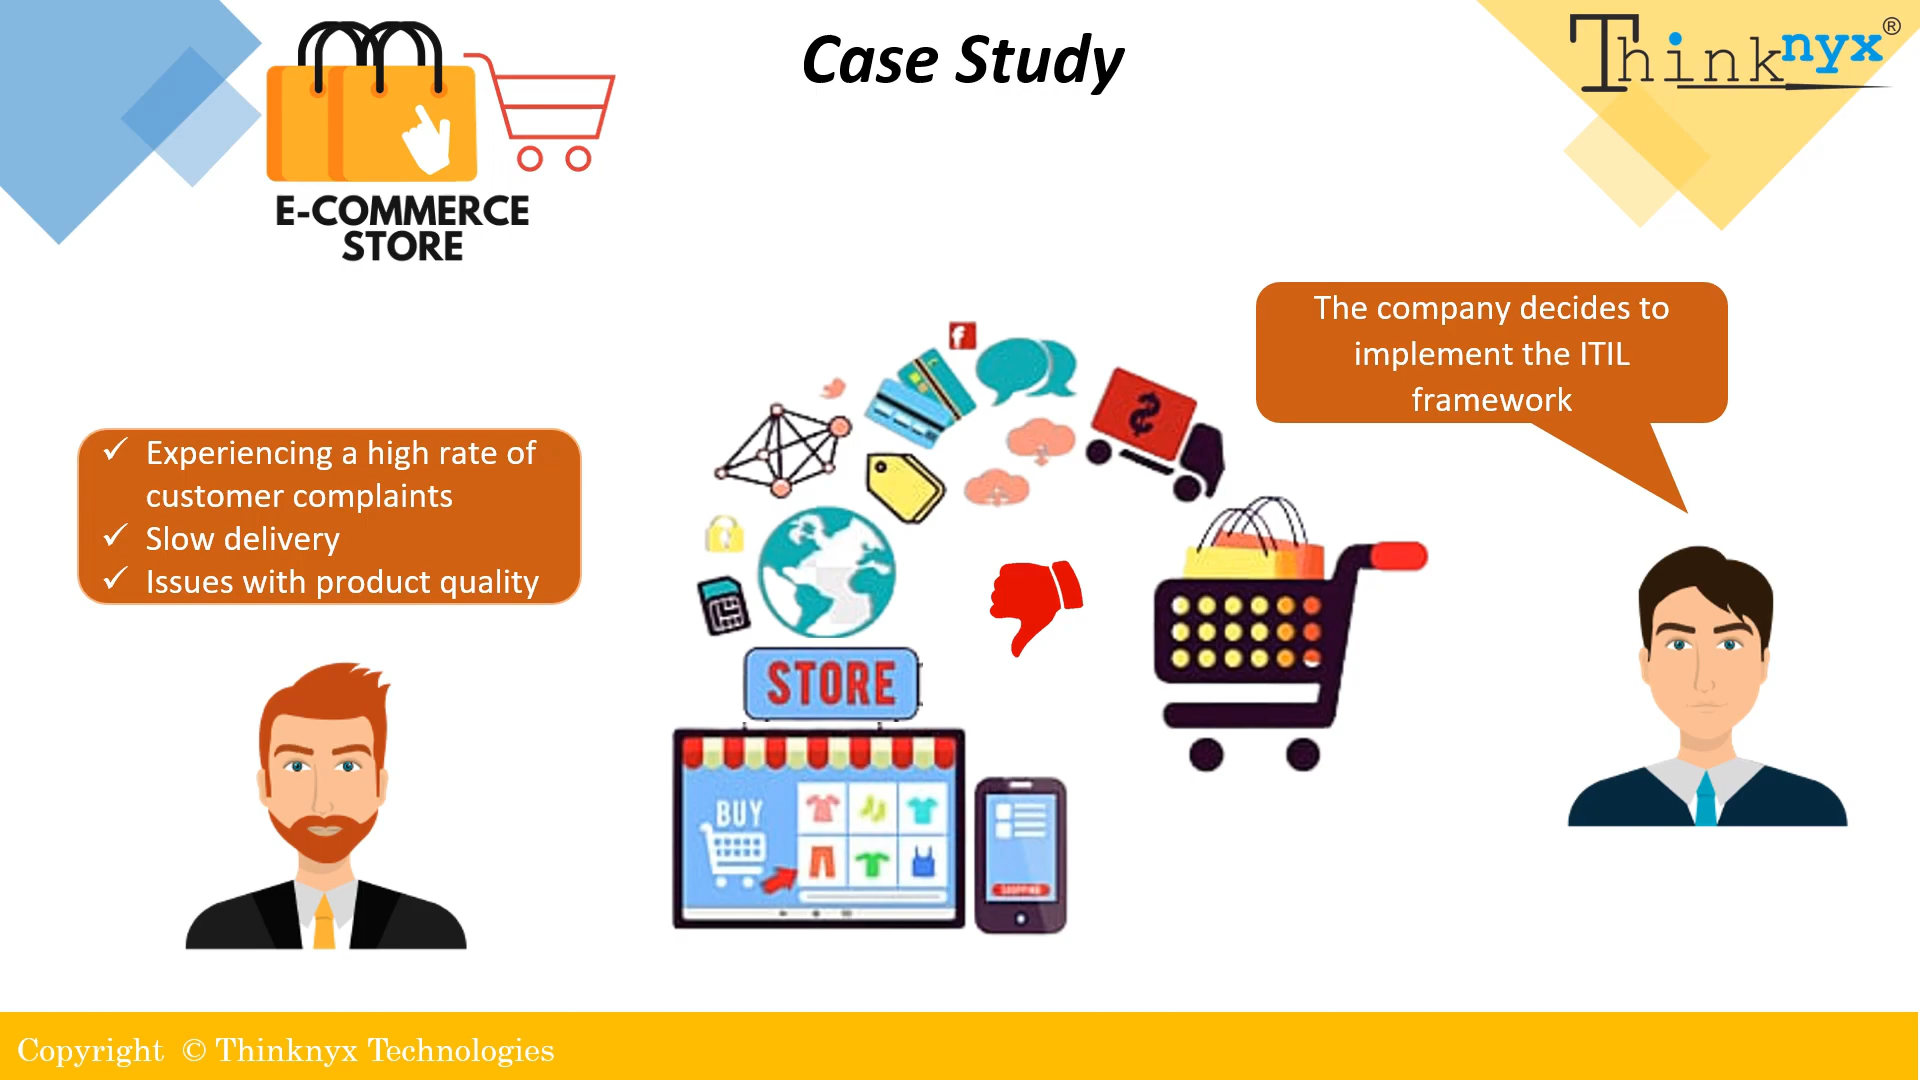 Case Study
Thinknyx®
E-COMMERCE
STORE
The company decides to
implement the ITIL
framework
✓ Experiencing a high rate of
customer complaints
✓ Slow delivery
✓ Issues with product quality
f
$
STORE
BUY
SHOPPING
Copyright © Thinknyx Technologies